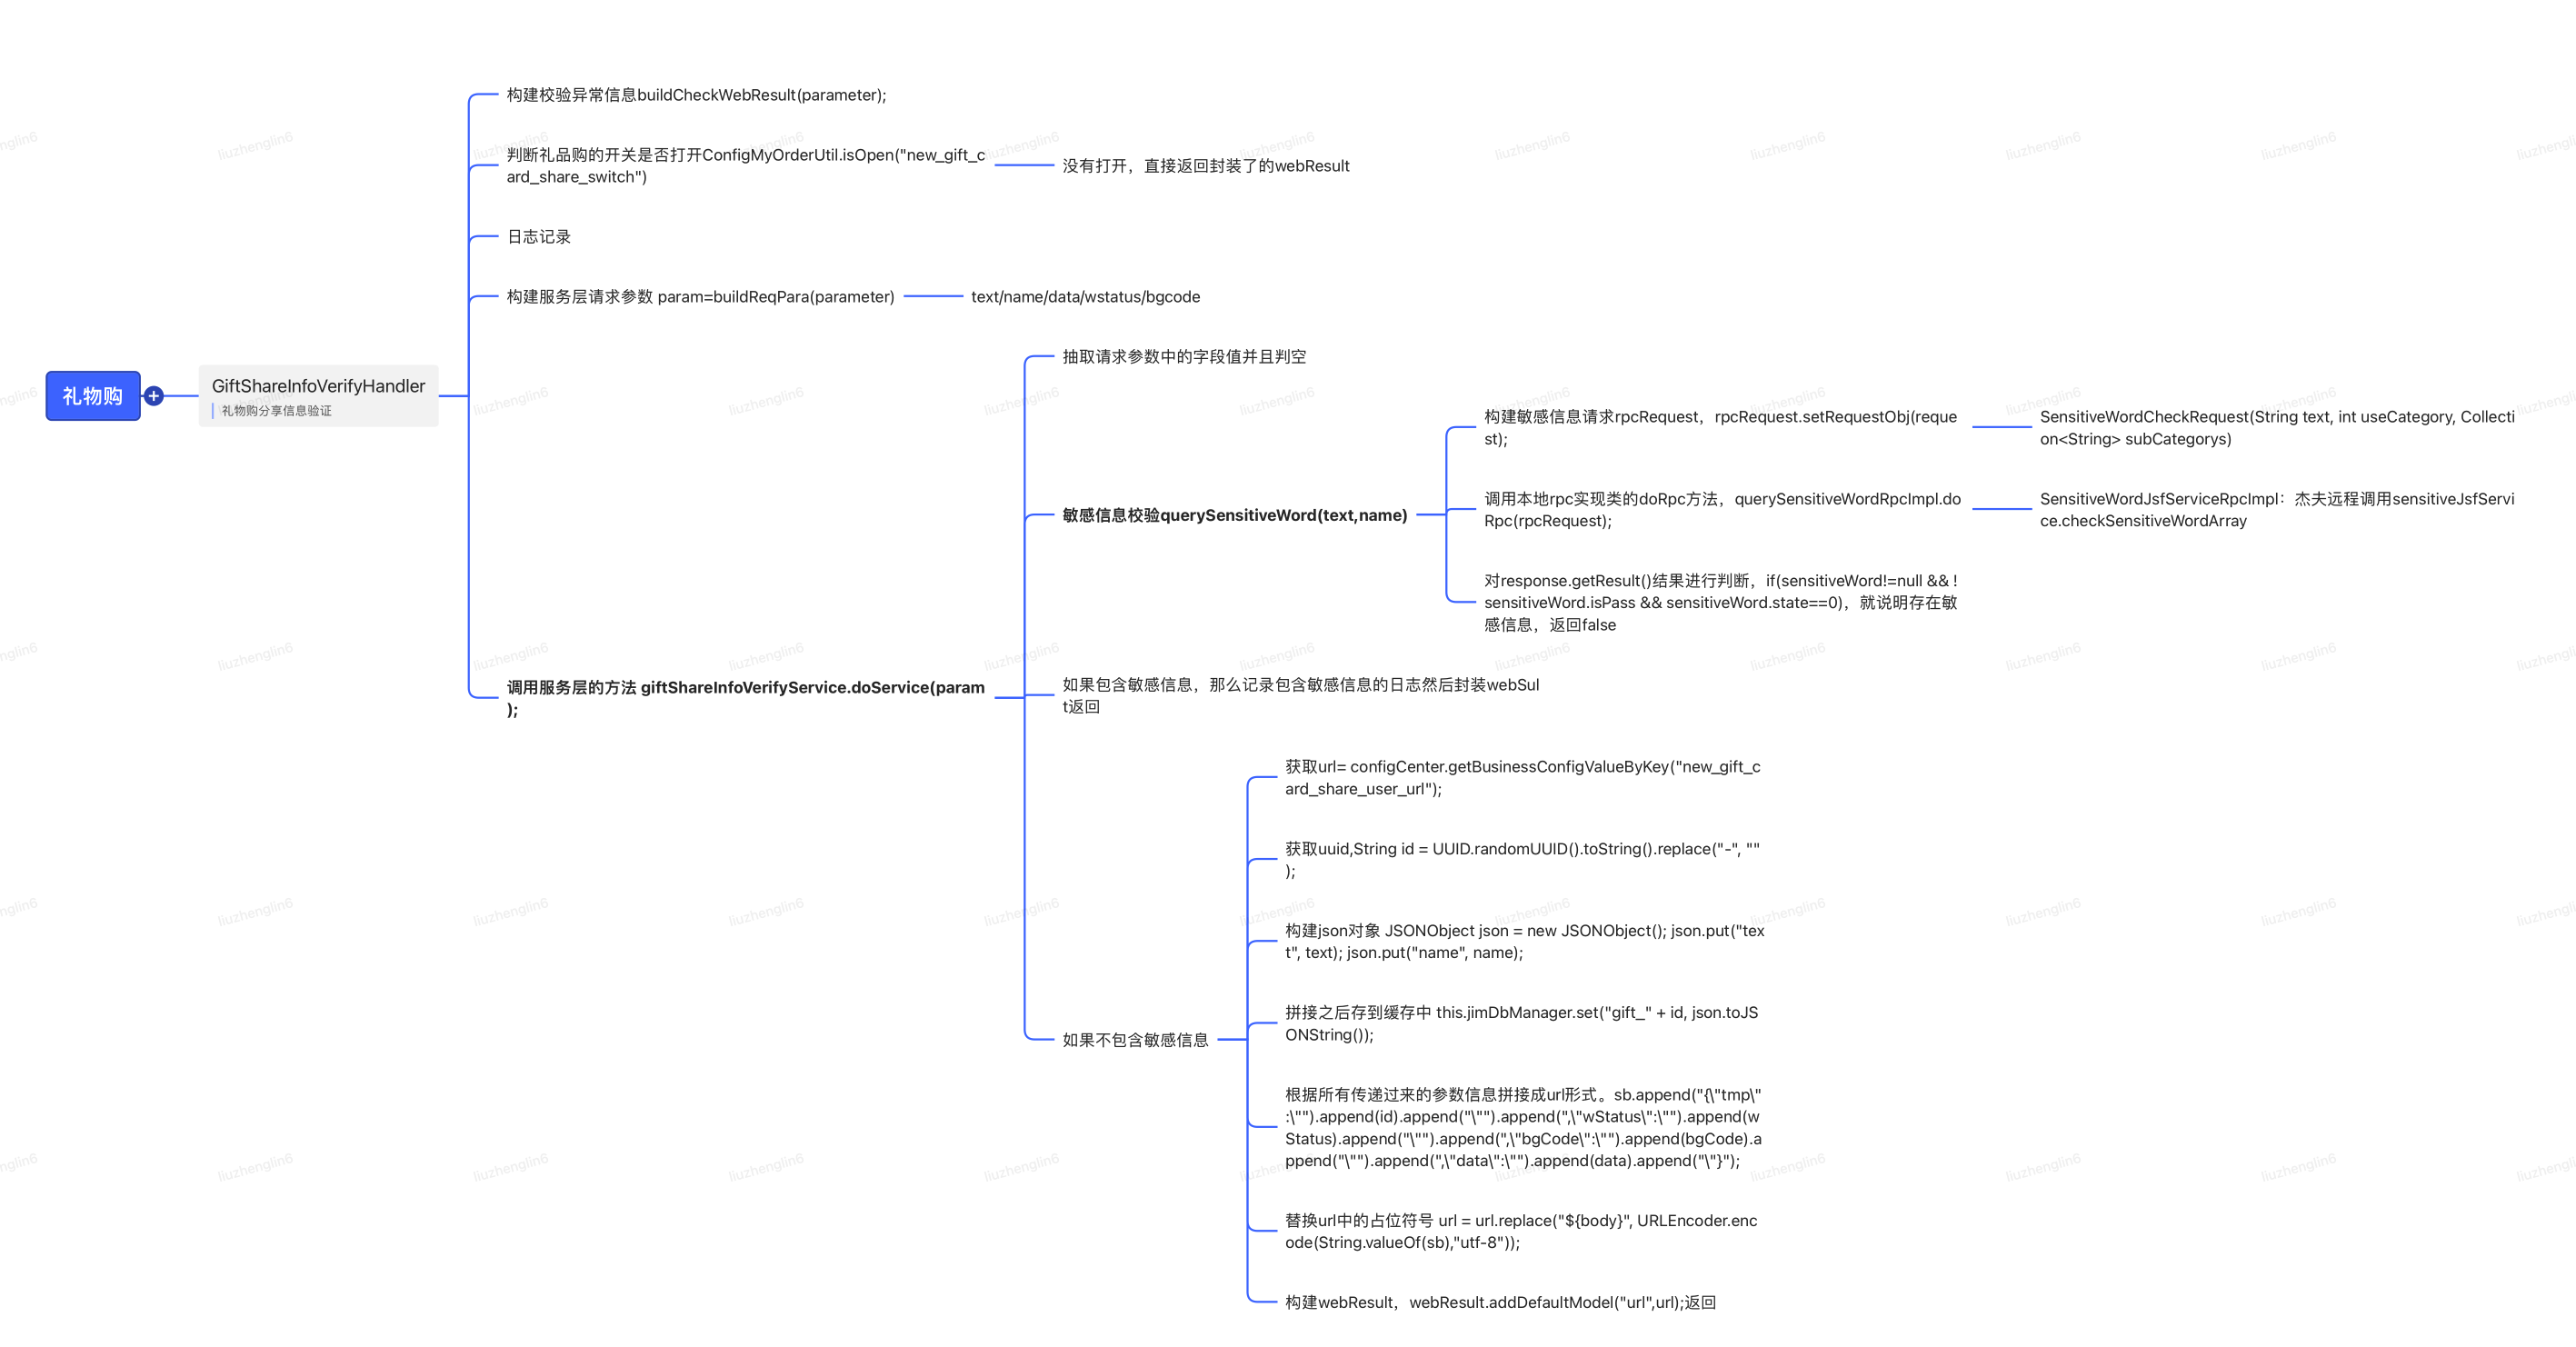 构建校验异常信息buildCheckWebResult(parameter);
判断礼品购的开关是否打开ConfigMyOrderUtil.isOpen("new_gift_c
ard_share_switch")
没有打开，直接返回封装了的webResult
日志记录
构建服务层请求参数 param=buildReqPara(parameter)
text/name/data/wstatus/bgcode
礼物购
GiftShareInfoVerifyHandler
礼物购分享信息验证
调用服务层的方法 giftShareInfoVerifyService.doService(param
);
抽取请求参数中的字段值并且判空
敏感信息校验querySensitiveWord(text,name)
构建敏感信息请求rpcRequest，rpcRequest.setRequestObj(reque
st);
SensitiveWordCheckRequest(String text, int useCategory, Collecti
on<String> subCategorys)
调用本地rpc实现类的doRpc方法，querySensitiveWordRpcImpl.do
Rpc(rpcRequest);
SensitiveWordJsfServiceRpcImpl：杰夫远程调用sensitiveJsfServi
ce.checkSensitiveWordArray
对response.getResult()结果进行判断，if(sensitiveWord!=null && !
sensitiveWord.isPass && sensitiveWord.state==0)，就说明存在敏
感信息，返回false
如果包含敏感信息，那么记录包含敏感信息的日志然后封装webSul
t返回
如果不包含敏感信息
获取url= configCenter.getBusinessConfigValueByKey("new_gift_c
ard_share_user_url");
获取uuid,String id = UUID.randomUUID().toString().replace("-", ""
);
构建json对象 JSONObject json = new JSONObject(); json.put("tex
t", text); json.put("name", name);
拼接之后存到缓存中 this.jimDbManager.set("gift_" + id, json.toJS
ONString());
根据所有传递过来的参数信息拼接成url形式。sb.append("{\"tmp\"
:\"").append(id).append("\"").append(",\"wStatus\":\"").append(w
Status).append("\"").append(",\"bgCode\":\"").append(bgCode).a
ppend("\"").append(",\"data\":\"").append(data).append("\"}");
替换url中的占位符号 url = url.replace("${body}", URLEncoder.enc
ode(String.valueOf(sb),"utf-8"));
构建webResult，webResult.addDefaultModel("url",url);返回
liuzhenglin6